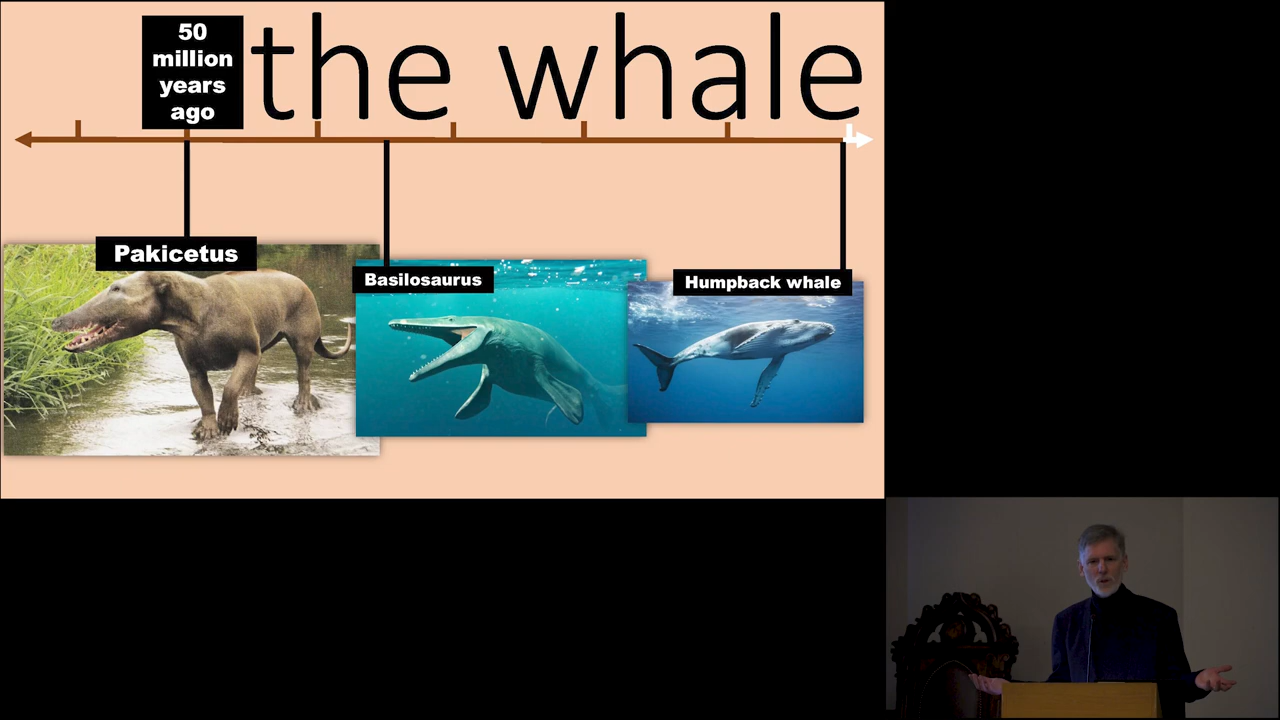 50
million
years
ago
the whale
Pakicetus
Basilosaurus
Humpback whale